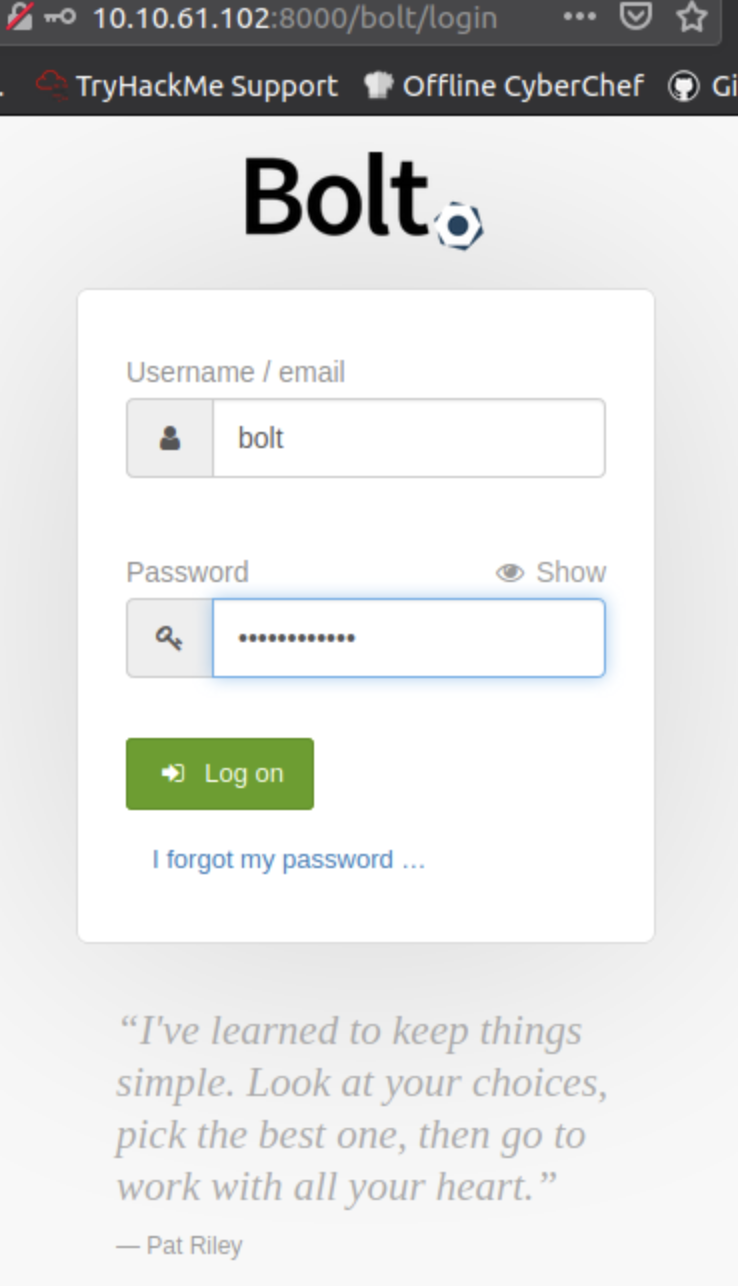 10.10.61.102:8000/bolt/login
TryHackMe Support Offline CyberChef Gi
Bolt
Username / email
bolt
Password Show
••••••••••••
Log on
I forgot my password …
“I've learned to keep things
simple. Look at your choices,
pick the best one, then go to
work with all your heart.”
— Pat Riley